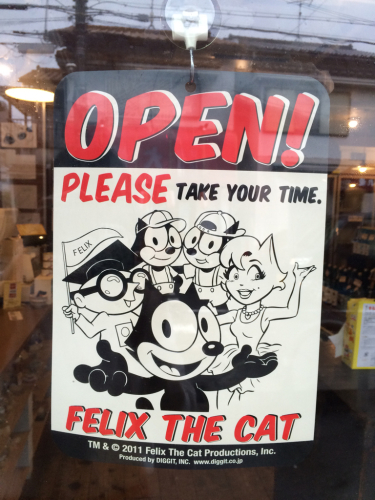 OPEN!
PLEASE TAKE YOUR TIME.
FELIX
FELIX THE CAT
TM & © 2011 Felix The Cat Productions, Inc.
Produced by DIGGIT, INC. www.diggit.co.jp